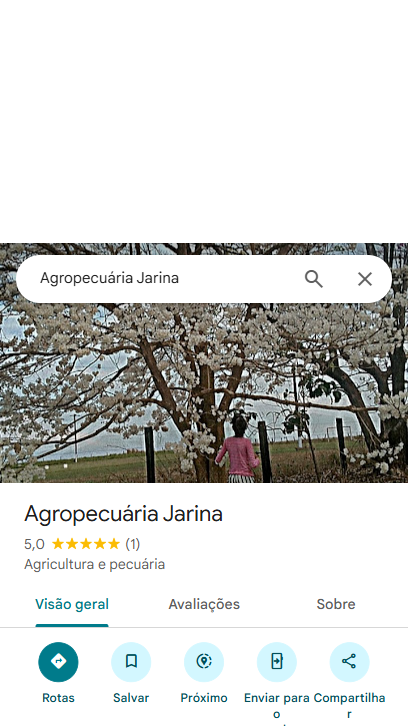 Agropecuária Jarina
Agropecuária Jarina
5,0 (1)
Agricultura e pecuária
Visão geral Avaliações Sobre
Rotas Salvar Próximo Enviar para o Compartilhar